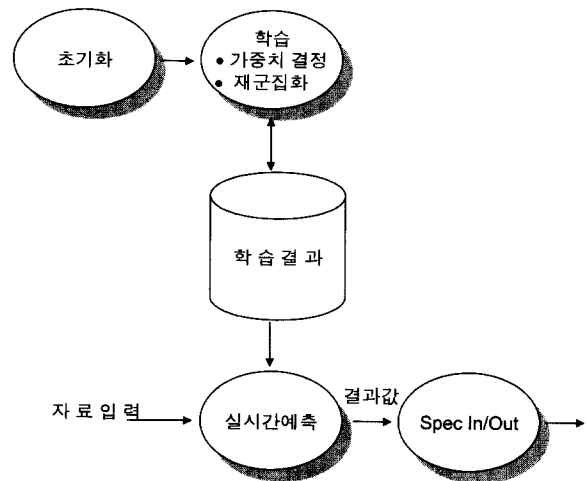 초기화
학습
• 가중치 결정
• 재군집화
학 습 결 과
자 료 입 력
실시간예측
결과값
Spec In/Out